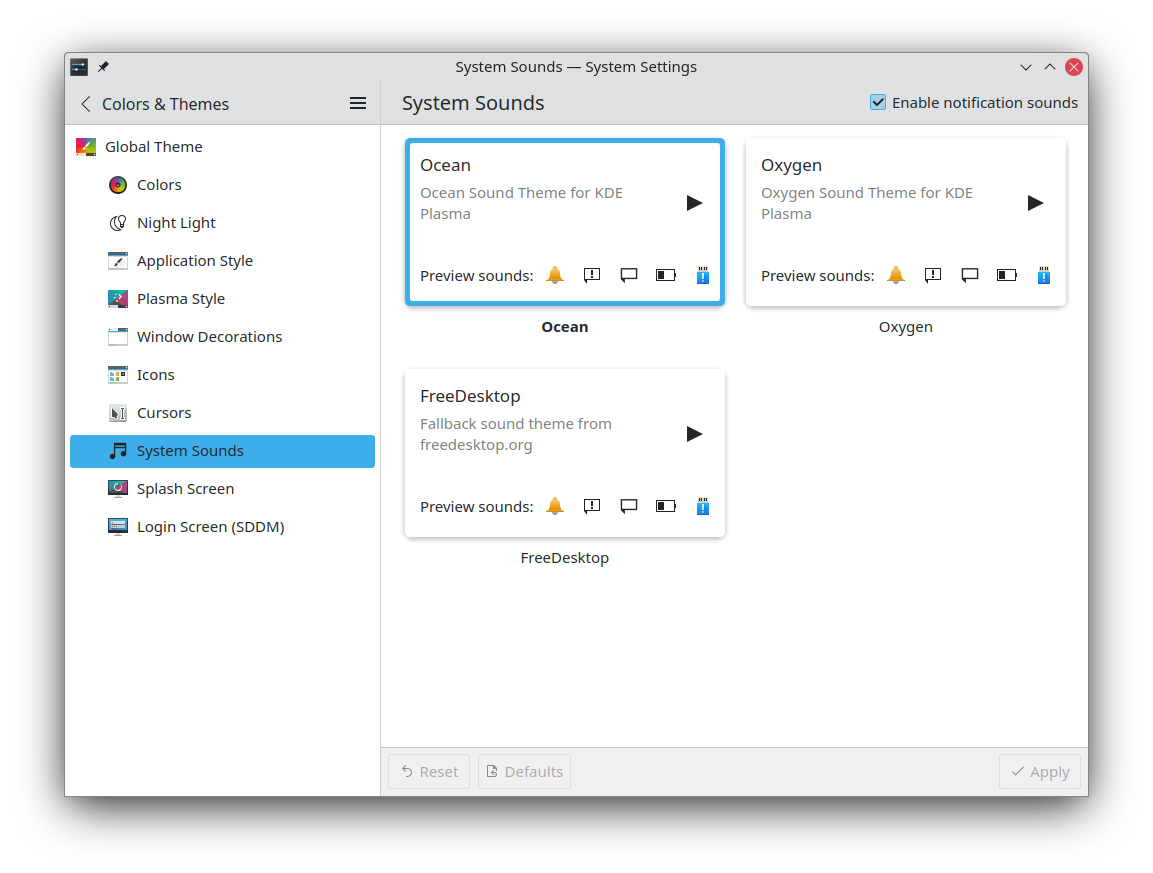 System Sounds — System Settings
Colors & Themes
System Sounds
Enable notification sounds
Global Theme
Colors
Night Light
Application Style
Plasma Style
Window Decorations
Icons
Cursors
System Sounds
Splash Screen
Login Screen (SDDM)
Ocean
Ocean Sound Theme for KDE
Plasma
Preview sounds:
Ocean
Oxygen
Oxygen Sound Theme for KDE
Plasma
Preview sounds:
Oxygen
FreeDesktop
Fallback sound theme from
freedesktop.org
Preview sounds:
FreeDesktop
Reset
Defaults
Apply